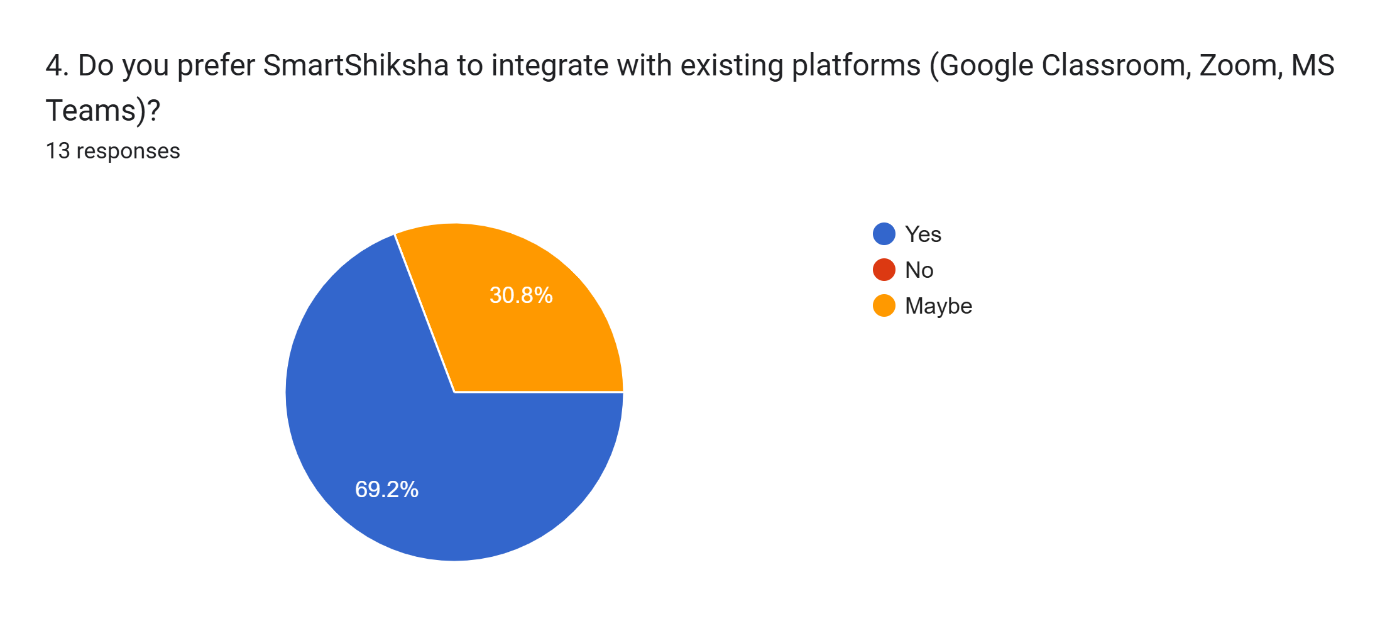 4. Do you prefer SmartShiksha to integrate with existing platforms (Google Classroom, Zoom, MS
Teams)?
13 responses
Yes
No
Maybe
30.8%
69.2%